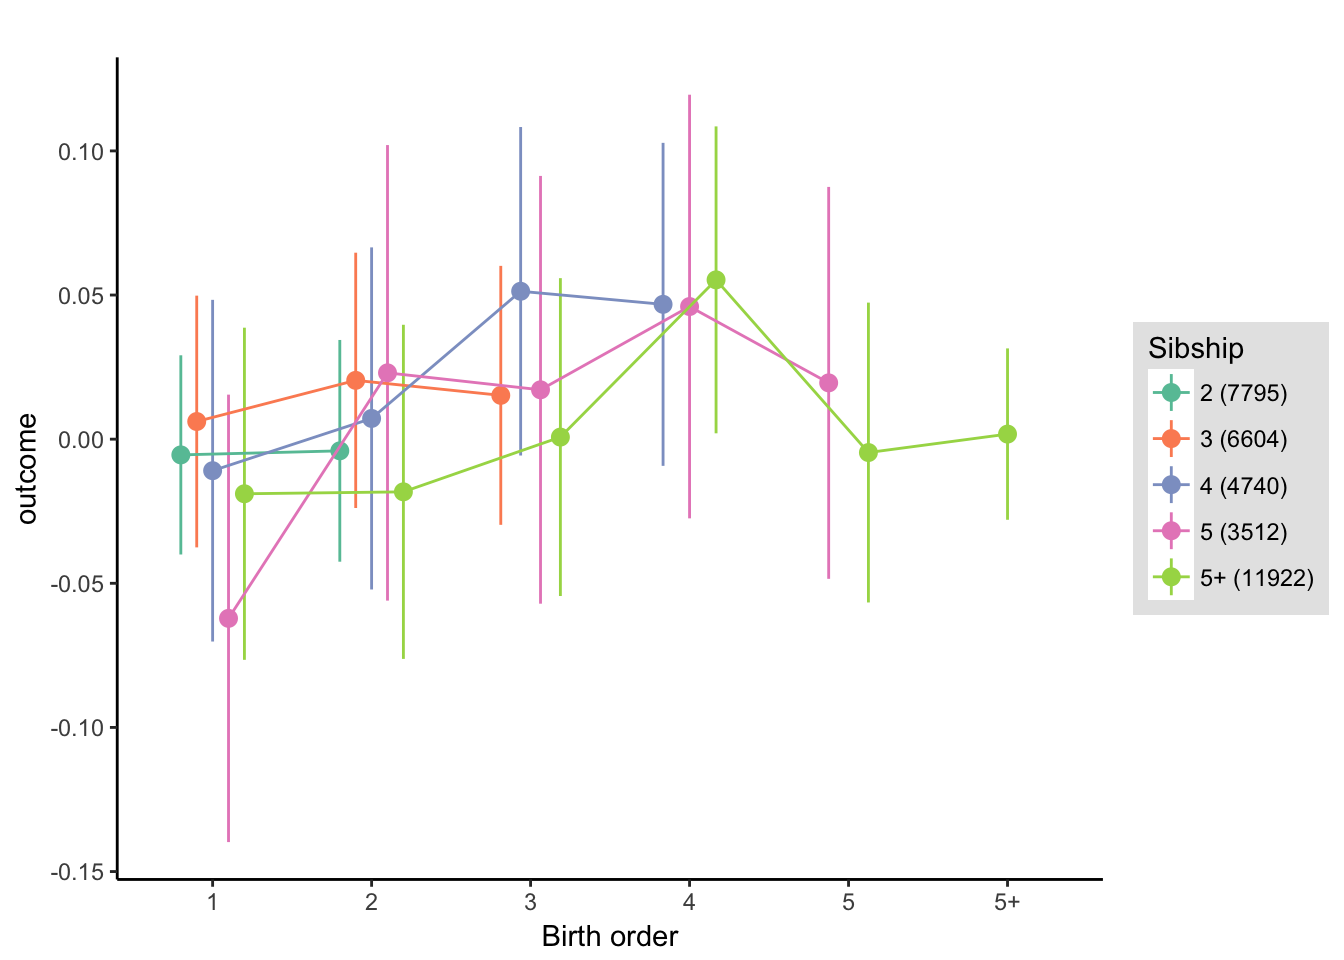 0.10
0.05
0.00
-0.05
-0.10
-0.15
outcome
1 2 3 4 5 5+
Birth order
Sibship
2 (7795)
3 (6604)
4 (4740)
5 (3512)
5+ (11922)